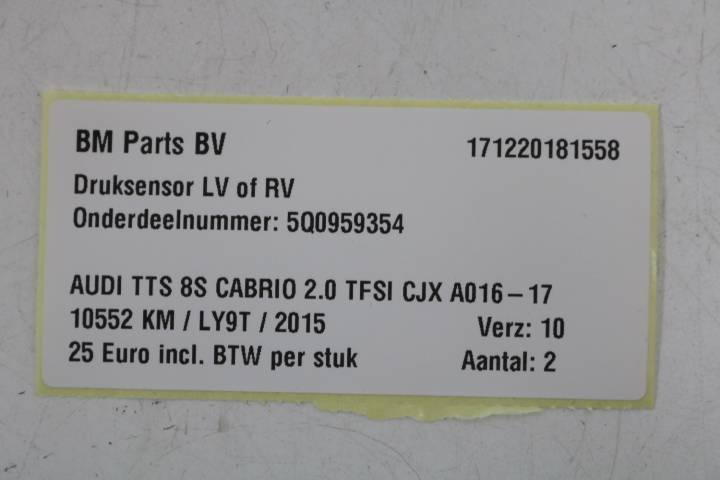 BM Parts BV 171220181558
Druksensor LV of RV
Onderdeelnummer: 5Q0959354
AUDI TTS 8S CABRIO 2.0 TFSI CJX A016-17
10552 KM / LY9T / 2015 Verz: 10
25 Euro incl. BTW per stuk Aantal: 2